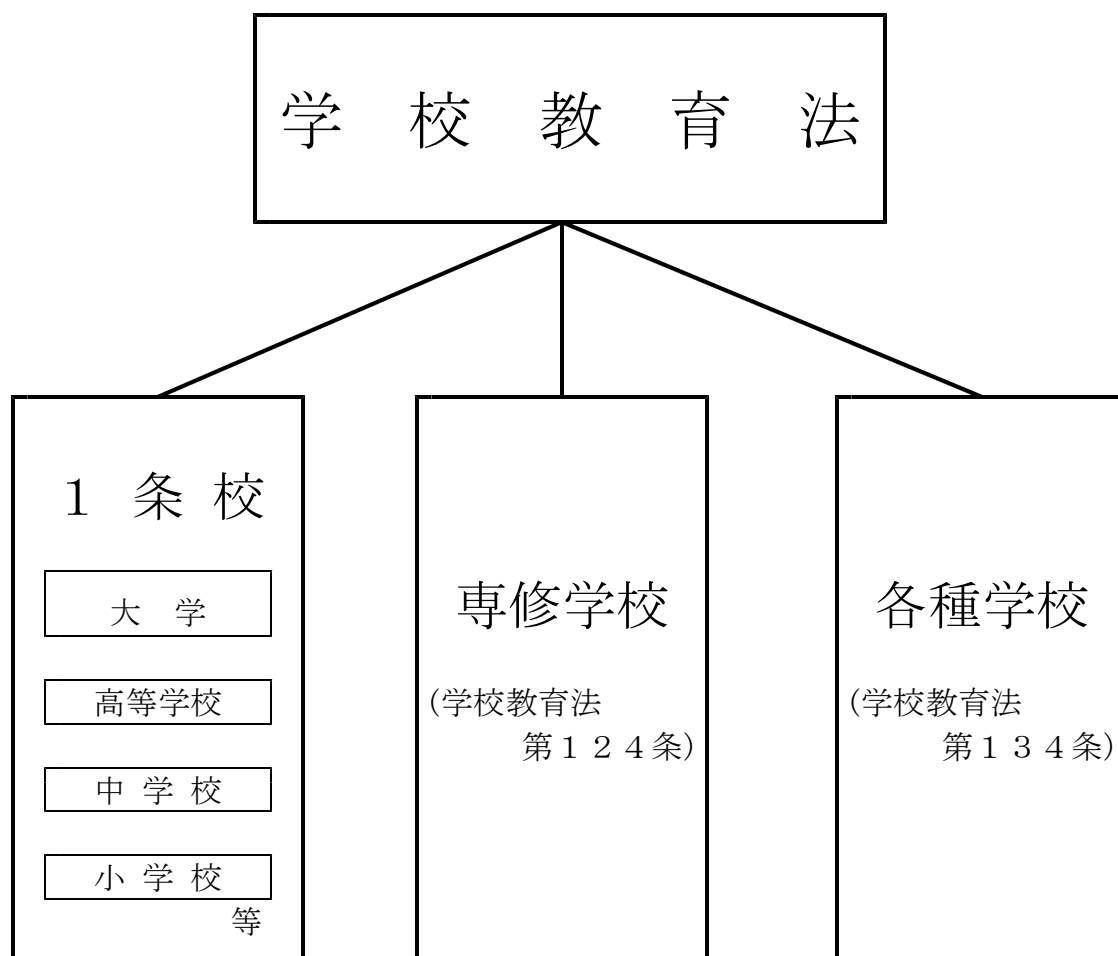 学校教育法
１条校
大学
高等学校
中学校
小学校
等
専修学校
(学校教育法
第１２４条)
各種学校
(学校教育法
第１３４条)